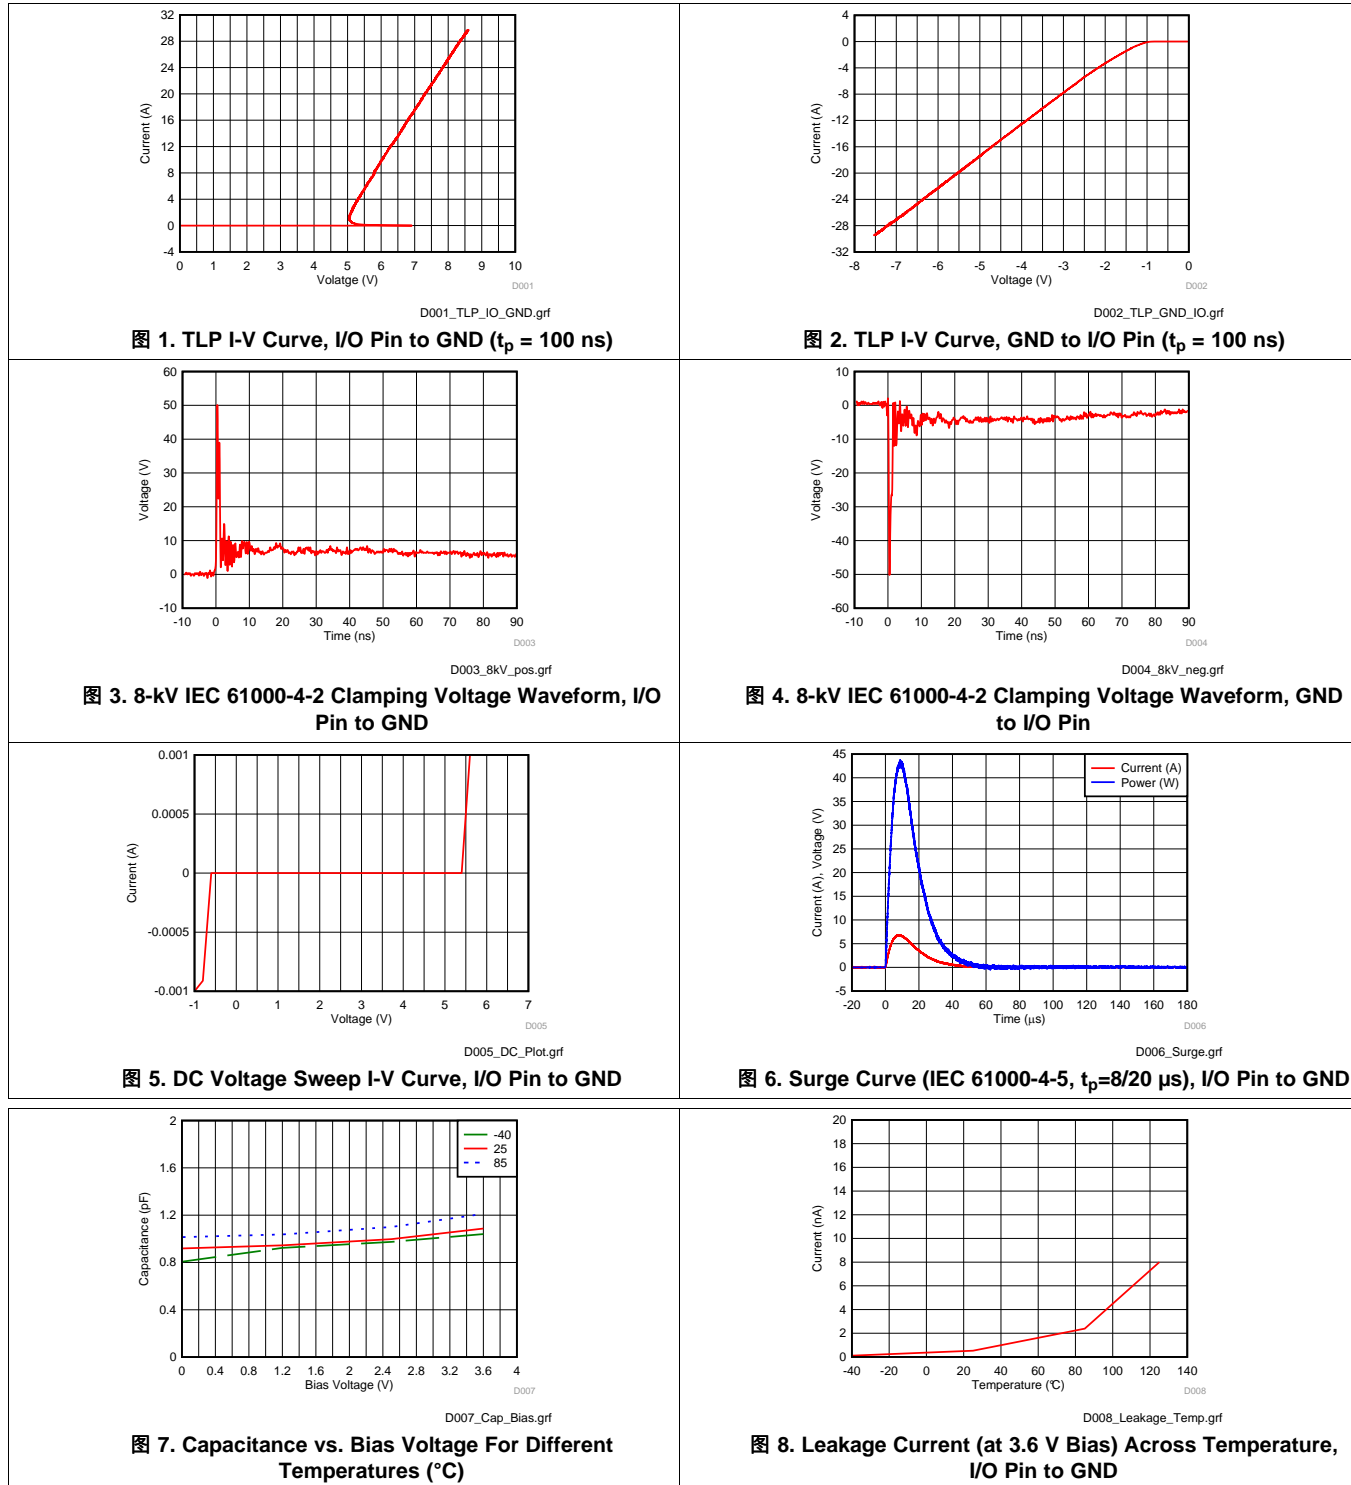 32
28
24
20
16
12
8
4
0
-4
Current (A)
0 1 2 3 4 5 6 7 8 9 10
Volatge (V)
D001
D001_TLP_IO_GND.grf
图 1. TLP I-V Curve, I/O Pin to GND (tp = 100 ns)
4
0
-4
-8
-12
-16
-20
-24
-28
-32
Current (A)
-8 -7 -6 -5 -4 -3 -2 -1 0
Voltage (V)
D002
D002_TLP_GND_IO.grf
图 2. TLP I-V Curve, GND to I/O Pin (tp = 100 ns)
60
50
40
30
20
10
0
-10
Voltage (V)
-10 0 10 20 30 40 50 60 70 80 90
Time (ns)
D003
D003_8kV_pos.grf
图 3. 8-kV IEC 61000-4-2 Clamping Voltage Waveform, I/O
Pin to GND
10
0
-10
-20
-30
-40
-50
-60
Voltage (V)
-10 0 10 20 30 40 50 60 70 80 90
Time (ns)
D004
D004_8kV_neg.grf
图 4. 8-kV IEC 61000-4-2 Clamping Voltage Waveform, GND
to I/O Pin
0.001
0.0005
0
-0.0005
-0.001
Current (A)
-1 0 1 2 3 4 5 6 7
Voltage (V)
D005
D005_DC_Plot.grf
图 5. DC Voltage Sweep I-V Curve, I/O Pin to GND
45
40
35
30
25
20
15
10
5
0
-5
Current (A), Voltage (V)
Current (A)
Power (W)
-20 0 20 40 60 80 100 120 140 160 180
Time (μs)
D006
D006_Surge.grf
图 6. Surge Curve (IEC 61000-4-5, tp=8/20 μs), I/O Pin to GND
2
1.6
1.2
0.8
0.4
0
Capacitance (pF)
-40
25
85
0 0.4 0.8 1.2 1.6 2 2.4 2.8 3.2 3.6 4
Bias Voltage (V)
D007
D007_Cap_Bias.grf
图 7. Capacitance vs. Bias Voltage For Different
Temperatures (°C)
20
18
16
14
12
10
8
6
4
2
0
Current (nA)
-40 -20 0 20 40 60 80 100 120 140
Temperature (°C)
D008
D008_Leakage_Temp.grf
图 8. Leakage Current (at 3.6 V Bias) Across Temperature,
I/O Pin to GND